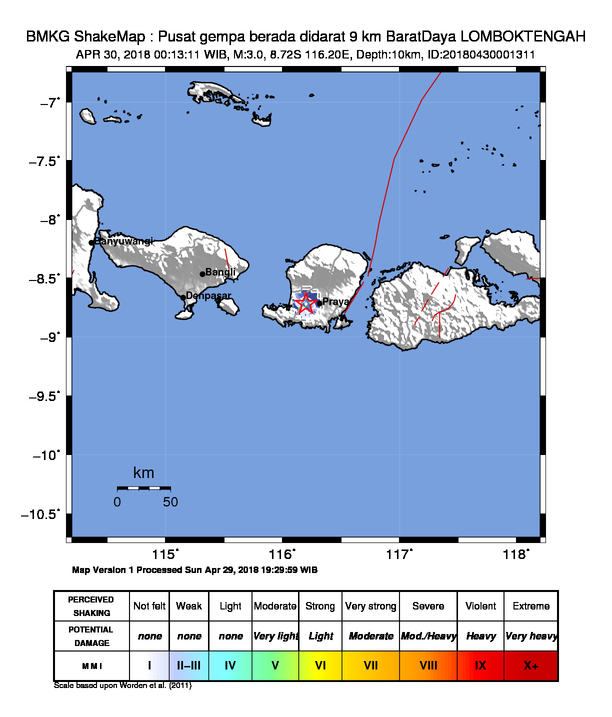 BMKG ShakeMap : Pusat gempa berada didarat 9 km BaratDaya LOMBOKTENGAH
APR 30, 2018 00:13:11 WIB, M:3.0, 8.72S 116.20E, Depth:10km, ID:20180430001311
-7°
-7.5°
-8°
Banyuwangi
Bangli
-8.5°
Denpasar
Praya
-9°
-9.5°
-10°
km
0 50
-10.5°
115° 116° 117° 118°
Map Version 1 Processed Sun Apr 29, 2018 19:29:59 WIB
PERCEIVED SHAKING Not felt Weak Light Moderate Strong Very strong Severe Violent Extreme
POTENTIAL DAMAGE none none none Very light Light Moderate Mod./Heavy Heavy Very heavy
MMI I II-III IV V VI VII VIII IX X+
Scale based upon Worden et al. (2011)